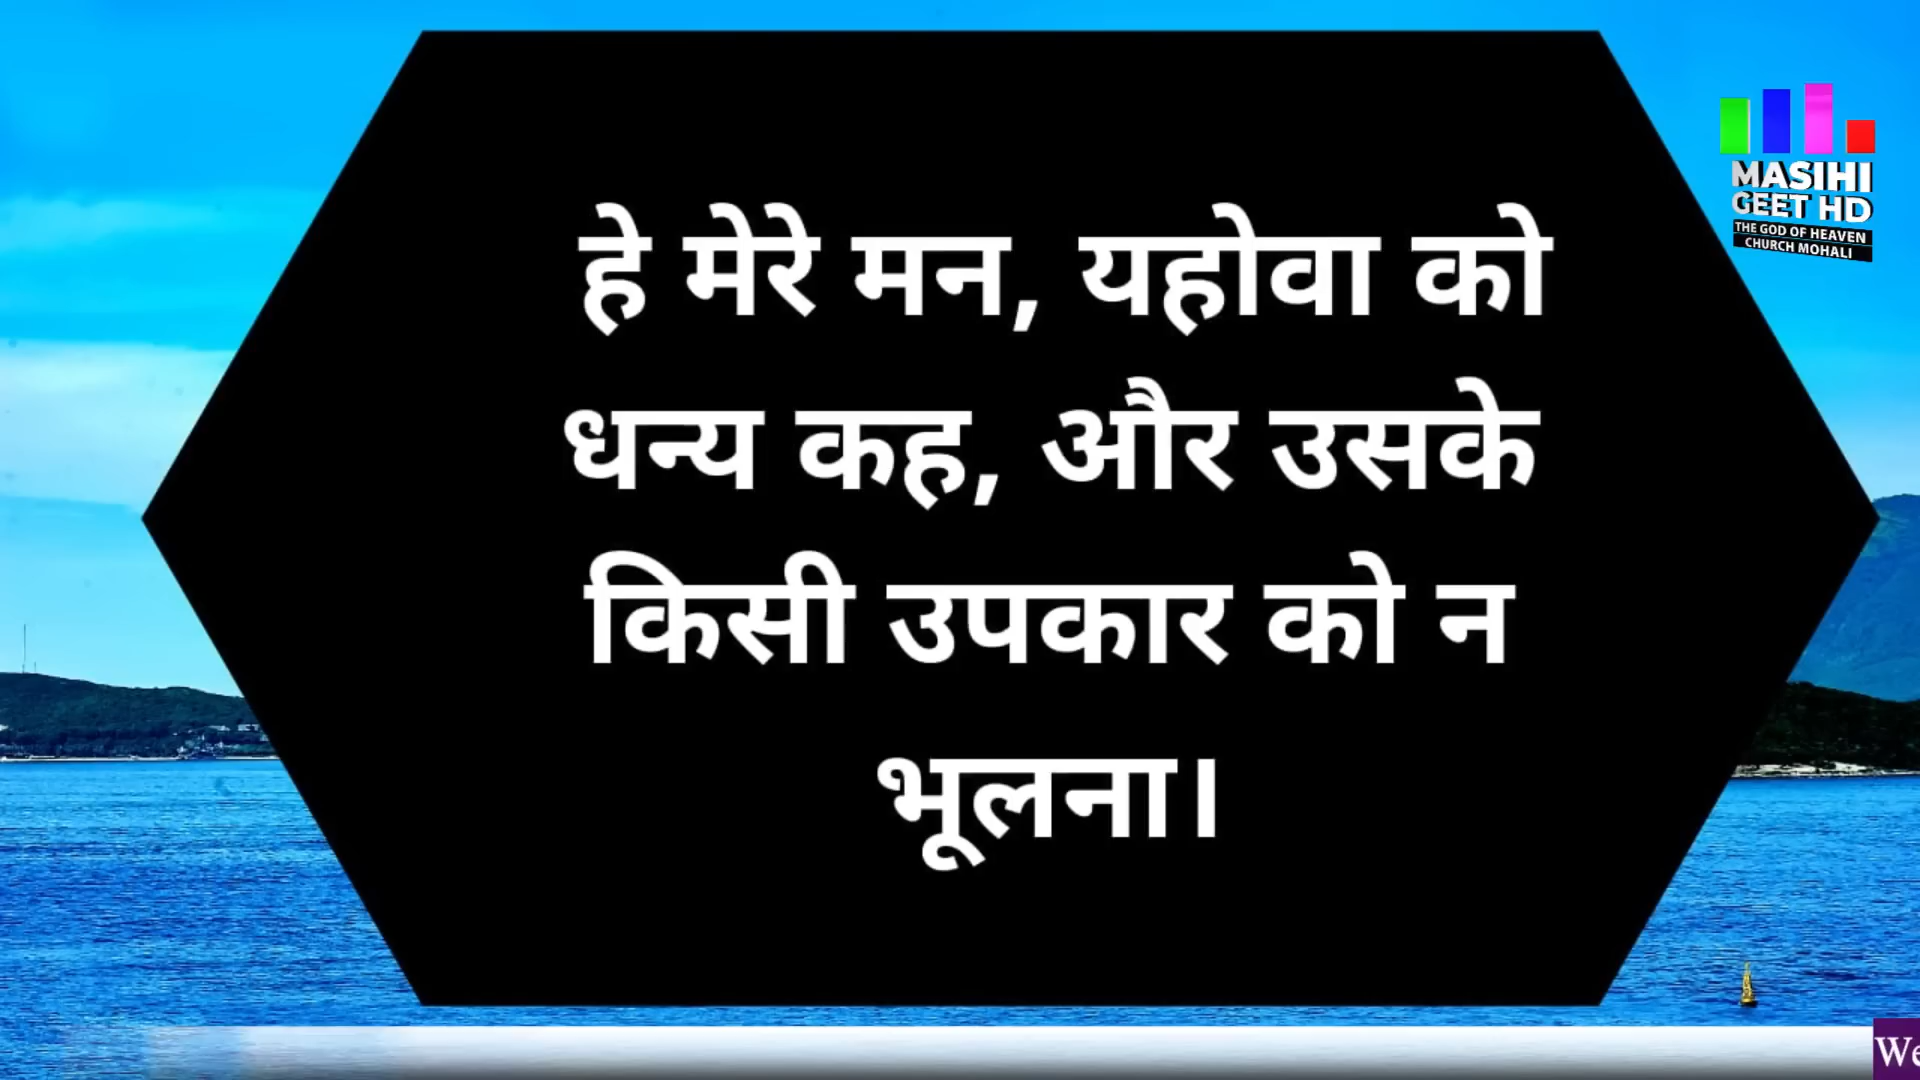 हे मेरे मन, यहोवा को
धन्य कह, और उसके
किसी उपकार को न
भूलना।
MASIHI
GEET HD
THE GOD OF HEAVEN
CHURCH MOHALI